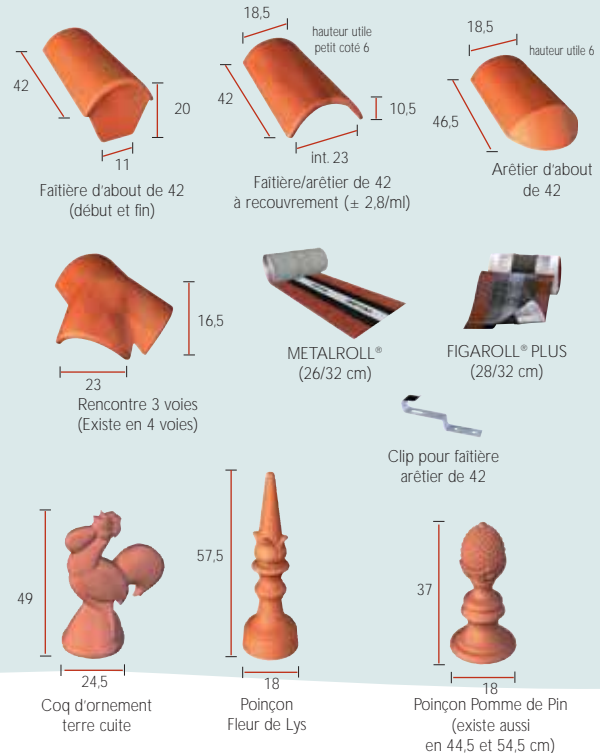 18,5
hauteur utile
petit coté 6
18,5
hauteur utile 6
42
20
11
Faîtière d'about de 42
(début et fin)
42
10,5
int. 23
Faîtière/arêtier de 42
à recouvrement (± 2,8/ml)
46,5
Arêtier d'about
de 42
16,5
23
Rencontre 3 voies
(Existe en 4 voies)
METALROLL®
(26/32 cm)
FIGAROLL® PLUS
(28/32 cm)
Clip pour faîtière
arêtier de 42
49
24,5
Coq d'ornement
terre cuite
57,5
18
Poinçon
Fleur de Lys
37
18
Poinçon Pomme de Pin
(existe aussi
en 44,5 et 54,5 cm)